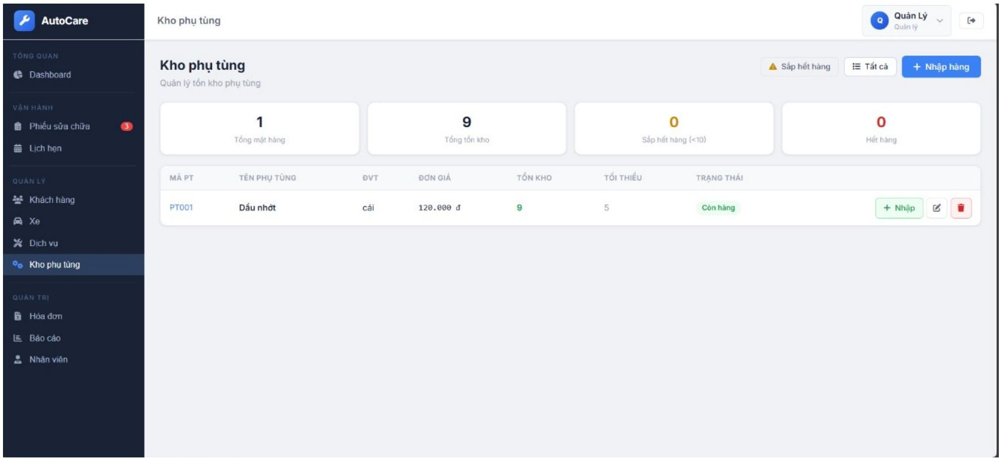 AutoCare
TỔNG QUAN
Dashboard
VẬN HÀNH
Phiếu sửa chữa 3
Lịch hẹn
QUẢN LÝ
Khách hàng
Xe
Dịch vụ
Kho phụ tùng
QUẢN TRỊ
Hóa đơn
Báo cáo
Nhân viên
Kho phụ tùng
Q Quản Lý
Quản lý
Kho phụ tùng
Quản lý tồn kho phụ tùng
Sắp hết hàng Tất cả + Nhập hàng
1
Tổng mặt hàng
9
Tổng tồn kho
0
Sắp hết hàng (<10)
0
Hết hàng
MÃ PT TÊN PHỤ TÙNG ĐVT ĐƠN GIÁ TỒN KHO TỐI THIỂU TRẠNG THÁI
PT001 Dầu nhớt cái 120.000 đ 9 5 Còn hàng + Nhập